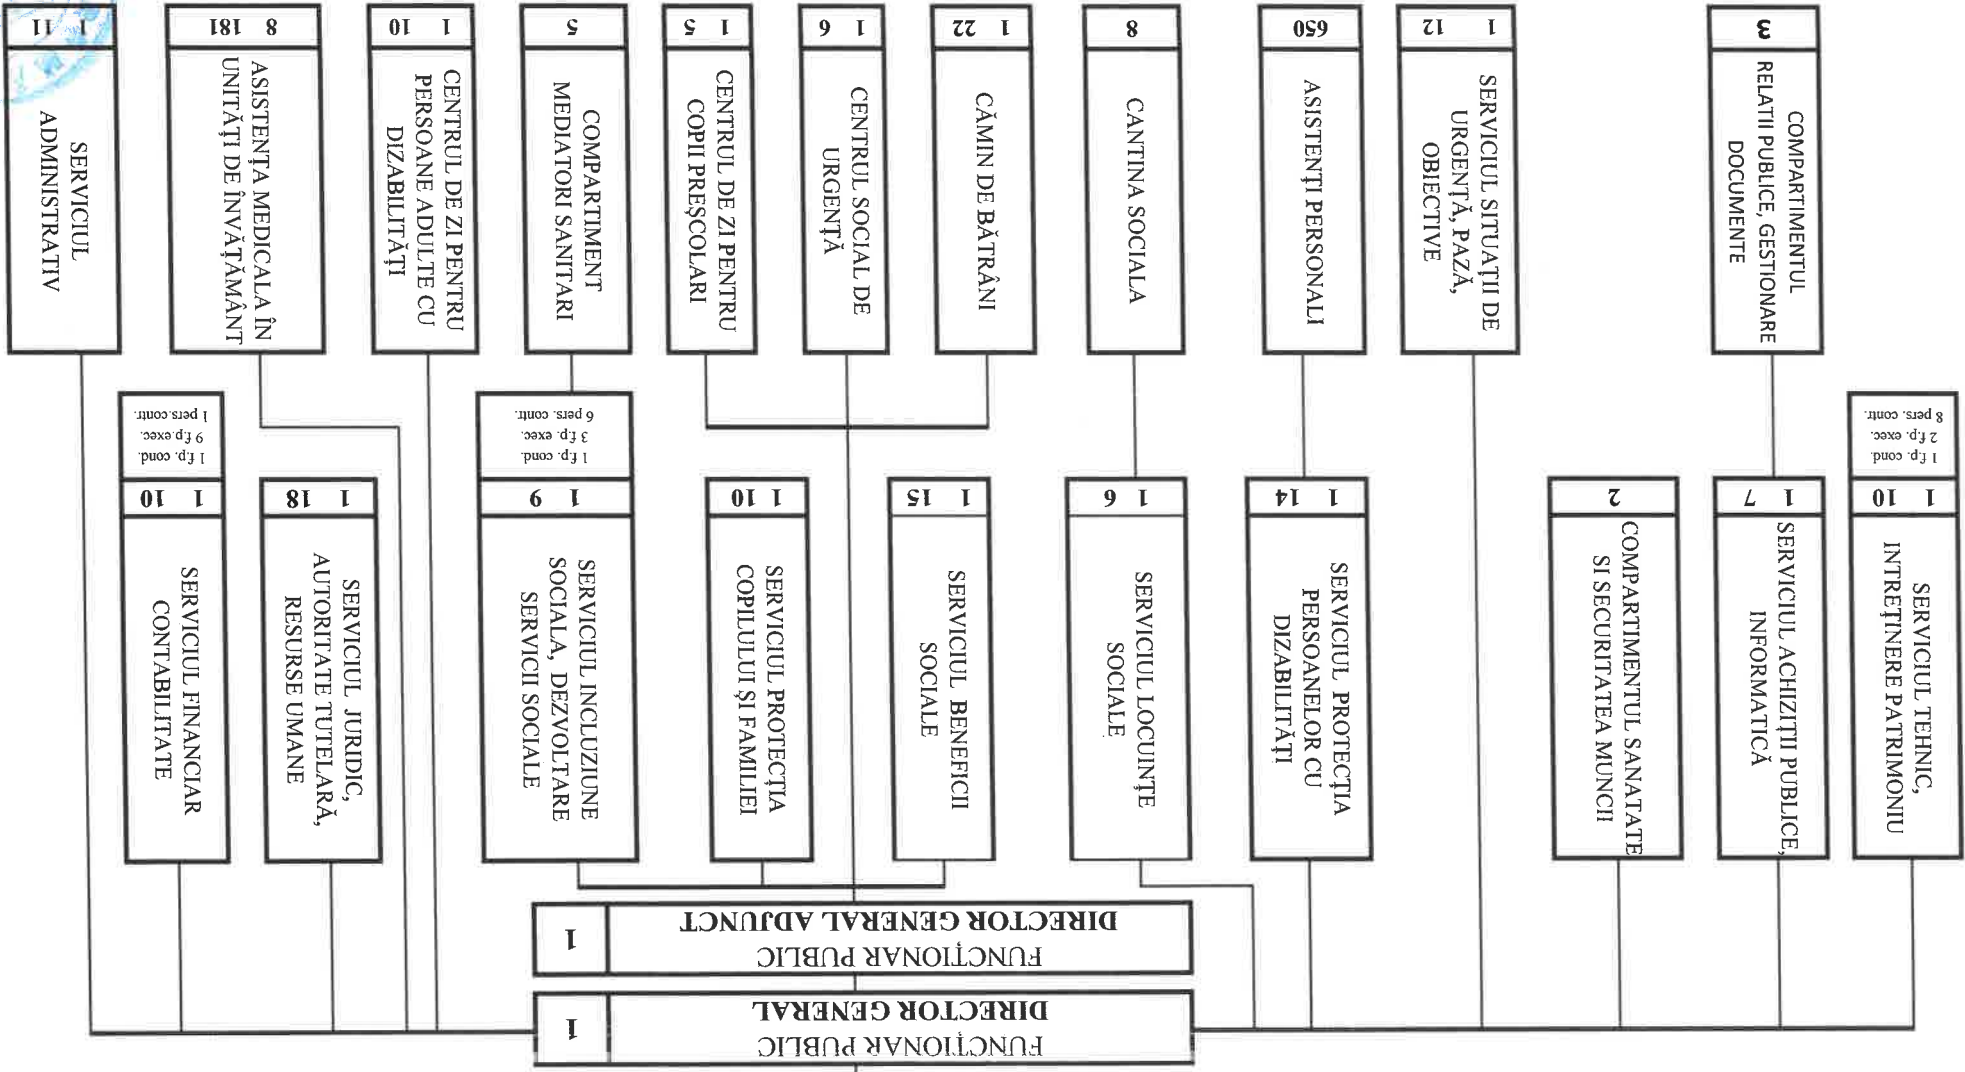 FUNCȚIONAR PUBLIC
DIRECTOR GENERAL
1
FUNCȚIONAR PUBLIC
DIRECTOR GENERAL ADJUNCT
1
SERVICIUL TEHNIC,
INTREȚINERE PATRIMONIU
1 10
1 f.p. cond.
2 f.p. exec.
8 pers. contr.
SERVICIUL ACHIZIȚII PUBLICE,
INFORMATICĂ
1 7
COMPARTIMENTUL SANATATE
SI SECURITATEA MUNCII
2
SERVICIUL PROTECȚIA
PERSOANELOR CU
DIZABILITĂȚI
1 14
SERVICIUL LOCUINȚE
SOCIALE
1 6
SERVICIUL BENEFICII
SOCIALE
1 15
SERVICIUL PROTECȚIA
COPILULUI ȘI FAMILIEI
1 10
SERVICIUL INCLUZIUNE
SOCIALA, DEZVOLTARE
SERVICII SOCIALE
1 9
1 f.p. cond.
3 f.p. exec.
6 pers. contr.
SERVICIUL JURIDIC,
AUTORITATE TUTELARĂ,
RESURSE UMANE
1 18
SERVICIUL FINANCIAR
CONTABILITATE
1 10
1 f.p. cond.
9 f.p.exec.
1 pers.contr.
COMPARTIMENTUL
RELATII PUBLICE, GESTIONARE
DOCUMENTE
3
SERVICIUL SITUAȚII DE
URGENȚĂ, PAZĂ,
OBIECTIVE
1 12
ASISTENȚI PERSONALI
650
CANTINA SOCIALA
8
CĂMIN DE BĂTRÂNI
1 22
CENTRUL SOCIAL DE
URGENȚĂ
1 6
CENTRUL DE ZI PENTRU
COPII PREȘCOLARI
1 5
COMPARTIMENT
MEDIATORI SANITARI
5
CENTRUL DE ZI PENTRU
PERSOANE ADULTE CU
DIZABILITĂȚI
1 10
ASISTENȚA MEDICALA ÎN
UNITĂȚI DE ÎNVĂȚĂMÂNT
8 181
SERVICIUL
ADMINISTRATIV
1 11